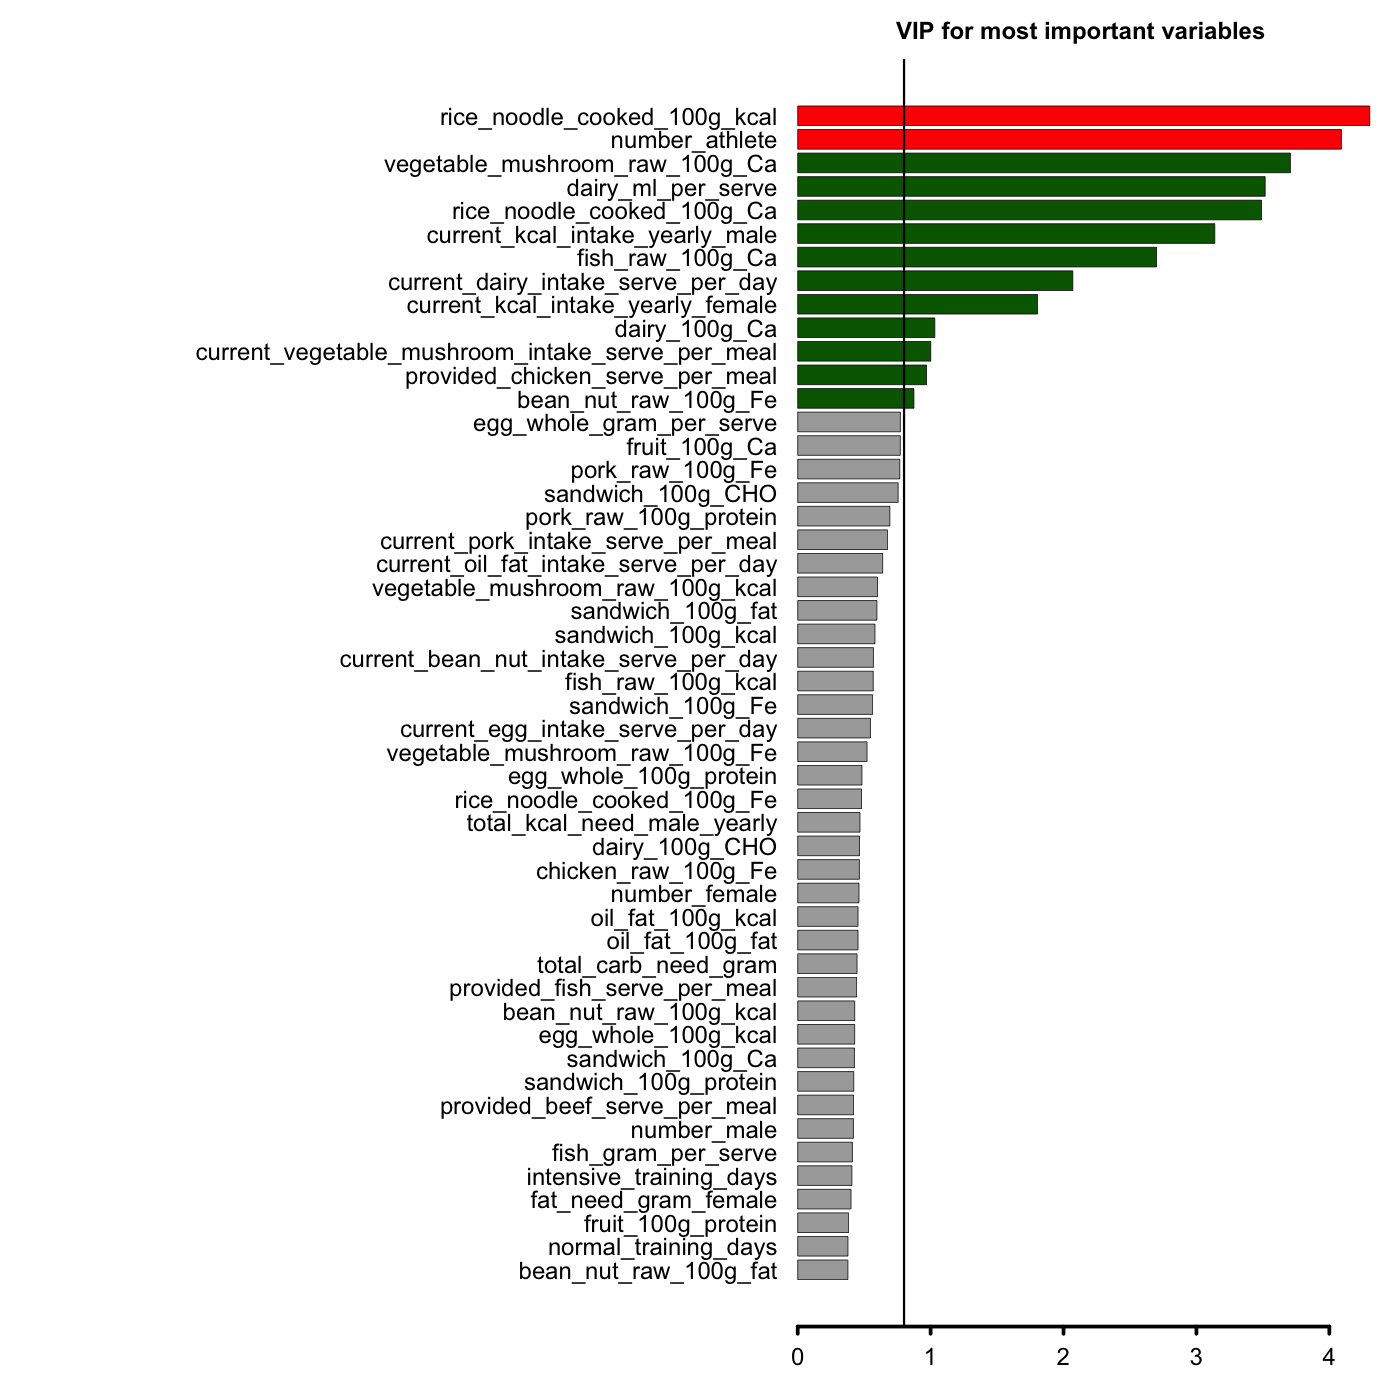 VIP for most important variables
rice_noodle_cooked_100g_kcal
number_athlete
vegetable_mushroom_raw_100g_Ca
dairy_ml_per_serve
rice_noodle_cooked_100g_Ca
current_kcal_intake_yearly_male
fish_raw_100g_Ca
current_dairy_intake_serve_per_day
current_kcal_intake_yearly_female
dairy_100g_Ca
current_vegetable_mushroom_intake_serve_per_meal
provided_chicken_serve_per_meal
bean_nut_raw_100g_Fe
egg_whole_gram_per_serve
fruit_100g_Ca
pork_raw_100g_Fe
sandwich_100g_CHO
pork_raw_100g_protein
current_pork_intake_serve_per_meal
current_oil_fat_intake_serve_per_day
vegetable_mushroom_raw_100g_kcal
sandwich_100g_fat
sandwich_100g_kcal
current_bean_nut_intake_serve_per_day
fish_raw_100g_kcal
sandwich_100g_Fe
current_egg_intake_serve_per_day
vegetable_mushroom_raw_100g_Fe
egg_whole_100g_protein
rice_noodle_cooked_100g_Fe
total_kcal_need_male_yearly
dairy_100g_CHO
chicken_raw_100g_Fe
number_female
oil_fat_100g_kcal
oil_fat_100g_fat
total_carb_need_gram
provided_fish_serve_per_meal
bean_nut_raw_100g_kcal
egg_whole_100g_kcal
sandwich_100g_Ca
sandwich_100g_protein
provided_beef_serve_per_meal
number_male
fish_gram_per_serve
intensive_training_days
fat_need_gram_female
fruit_100g_protein
normal_training_days
bean_nut_raw_100g_fat
0 1 2 3 4